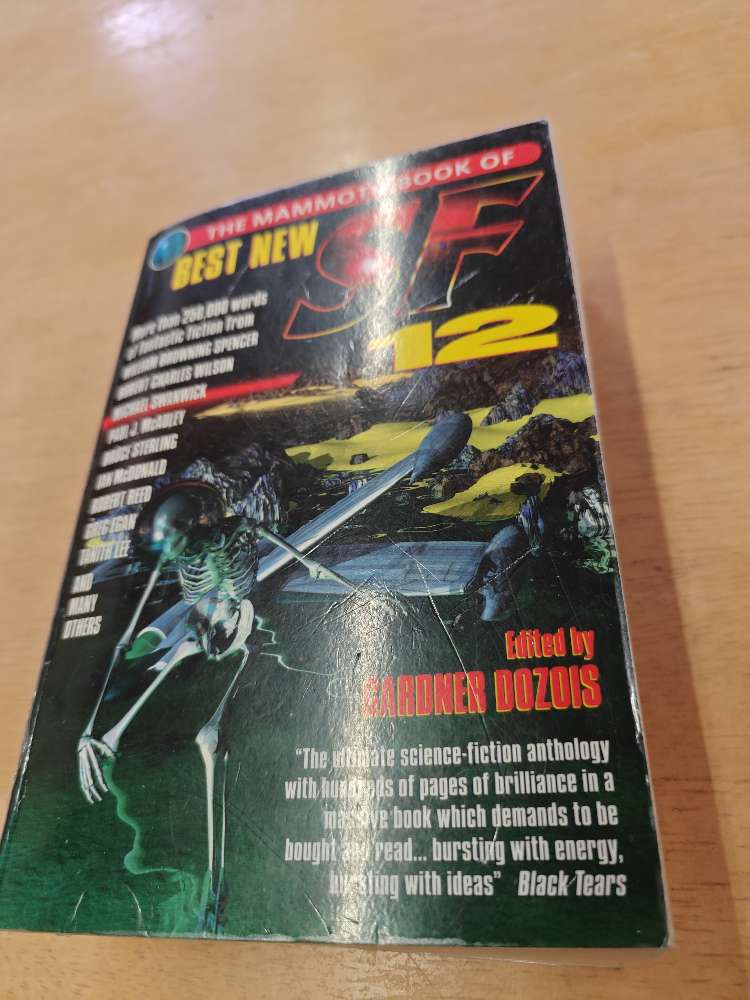 THE MAMMOTH BOOK OF
BEST NEW
SF
12
More than 250,000 words
of Fantastic Fiction from
WILLIAM BROWNING SPENCER
ROBERT CHARLES WILSON
MICHAEL SWANWICK
PAUL J. McAULEY
BRUCE STERLING
IAN McDONALD
ROBERT REED
GREG EGAN
TANITH LEE
AND
MANY
OTHERS
Edited by
GARDNER DOZOIS
“The ultimate science-fiction anthology
with hundreds of pages of brilliance in a
massive book which demands to be
bought and read... bursting with energy,
bursting with ideas” Black Tears